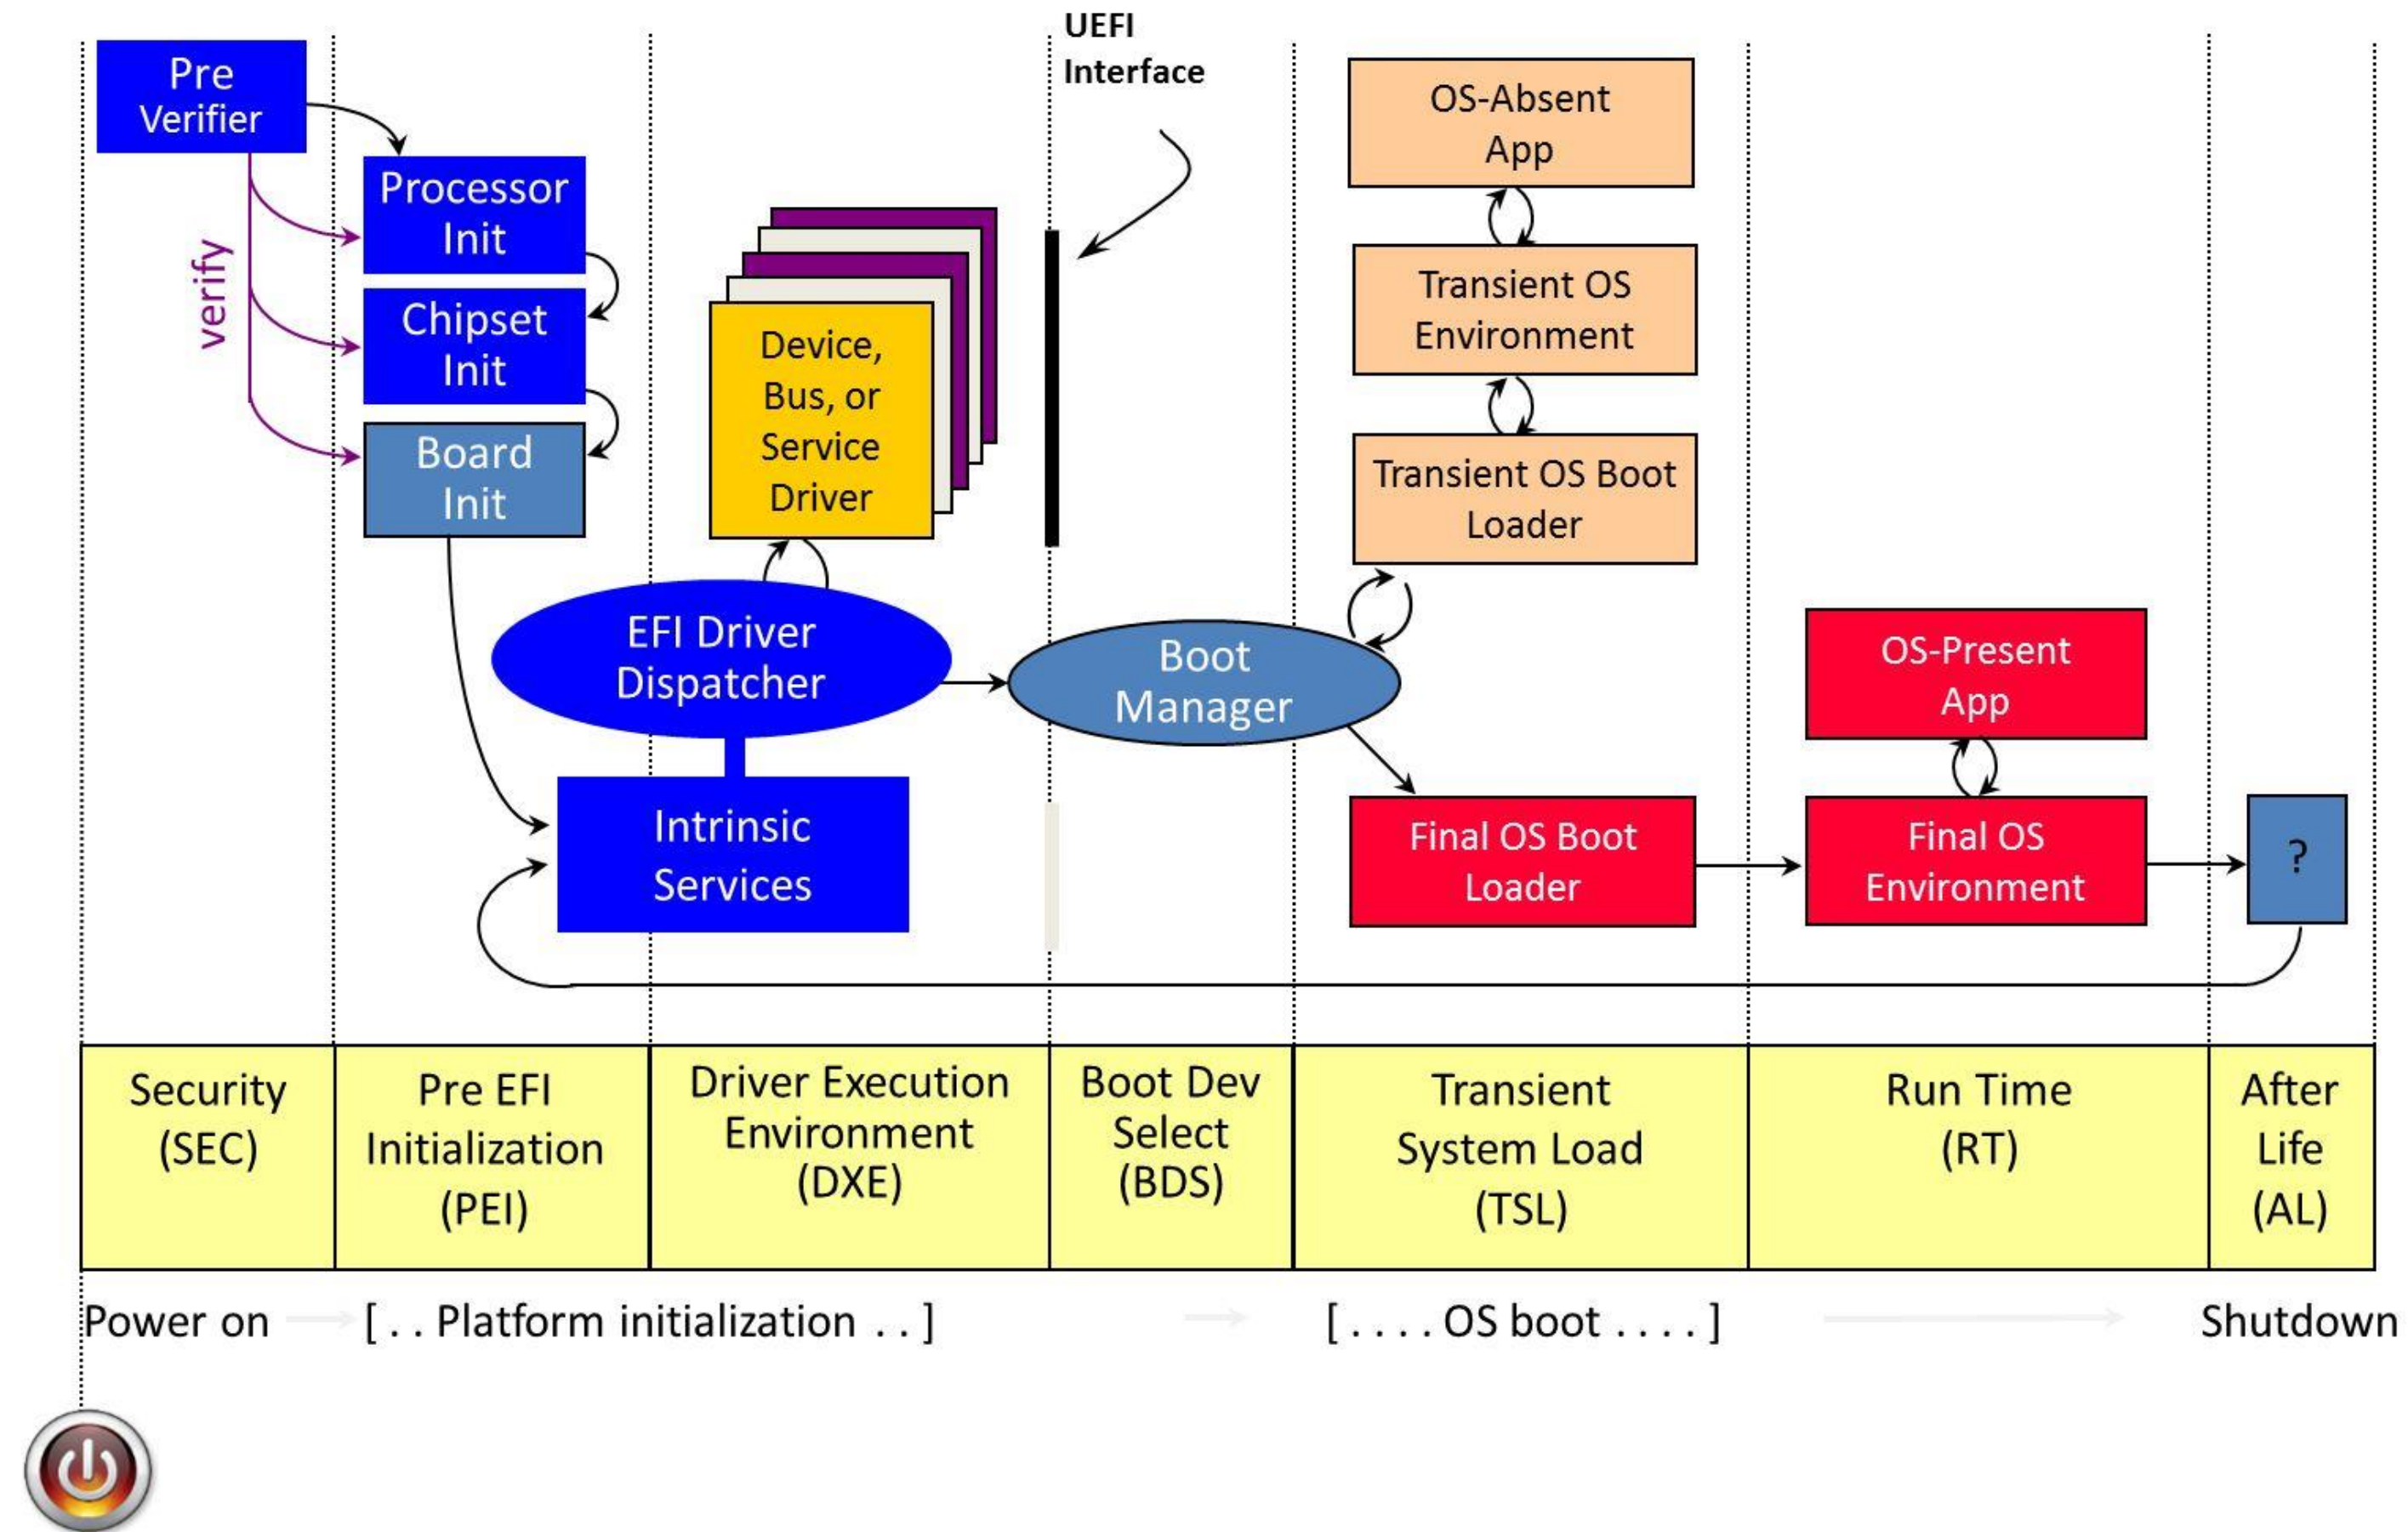 UEFI
Interface
Pre
Verifier
verify
Processor
Init
Chipset
Init
Board
Init
Device,
Bus, or
Service
Driver
EFI Driver
Dispatcher
Intrinsic
Services
Boot
Manager
OS-Absent
App
Transient OS
Environment
Transient OS Boot
Loader
Final OS Boot
Loader
OS-Present
App
Final OS
Environment
?
Security
(SEC)
Pre EFI
Initialization
(PEI)
Driver Execution
Environment
(DXE)
Boot Dev
Select
(BDS)
Transient
System Load
(TSL)
Run Time
(RT)
After
Life
(AL)
Power on
[ . . Platform initialization . . ]
[ . . . . OS boot . . . . ]
Shutdown